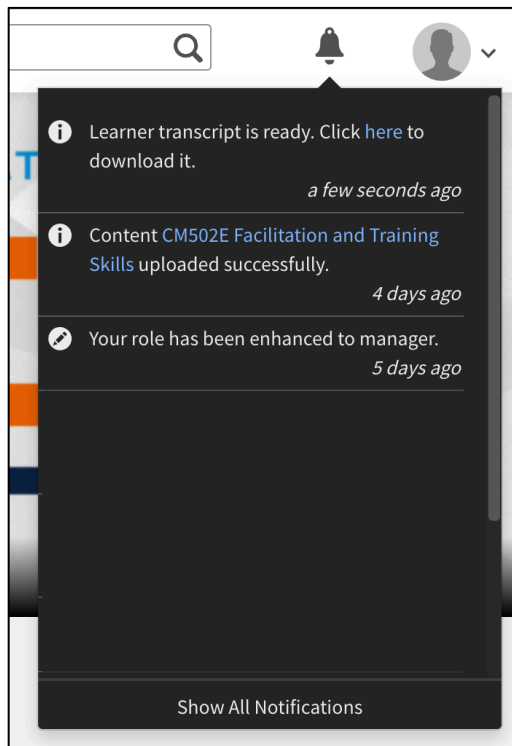 Learner transcript is ready. Click here to
download it.
a few seconds ago
Content CM502E Facilitation and Training
Skills uploaded successfully.
4 days ago
Your role has been enhanced to manager.
5 days ago
Show All Notifications